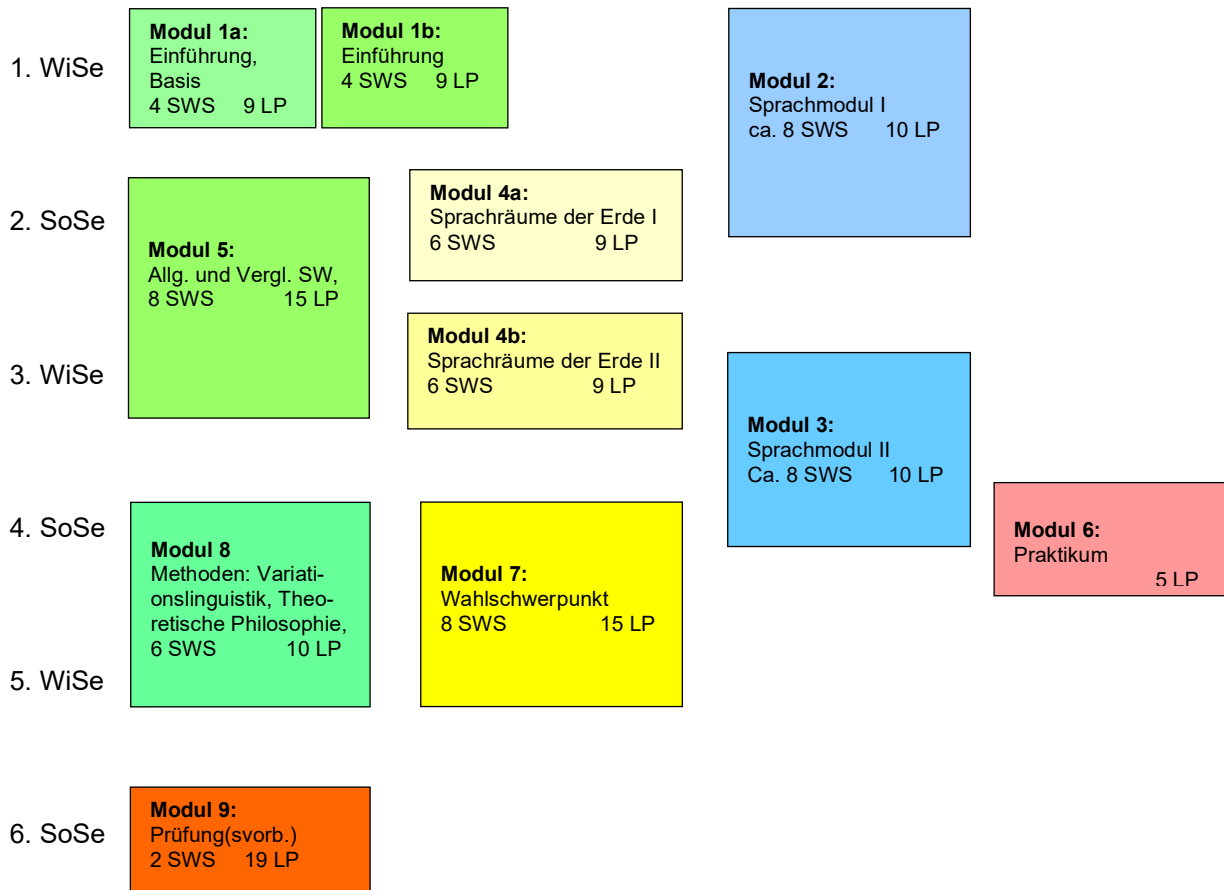 1. WiSe
Modul 1a:
Einführung,
Basis
4 SWS 9 LP
Modul 1b:
Einführung
4 SWS 9 LP
Modul 2:
Sprachmodul I
ca. 8 SWS 10 LP
2. SoSe
Modul 5:
Allg. und Vergl. SW,
8 SWS 15 LP
Modul 4a:
Sprachräume der Erde I
6 SWS 9 LP
3. WiSe
Modul 4b:
Sprachräume der Erde II
6 SWS 9 LP
Modul 3:
Sprachmodul II
Ca. 8 SWS 10 LP
4. SoSe
Modul 8
Methoden: Variati-
onslinguistik, Theo-
retische Philosophie,
6 SWS 10 LP
Modul 7:
Wahlschwerpunkt
8 SWS 15 LP
Modul 6:
Praktikum
5 LP
5. WiSe
6. SoSe
Modul 9:
Prüfung(svorb.)
2 SWS 19 LP